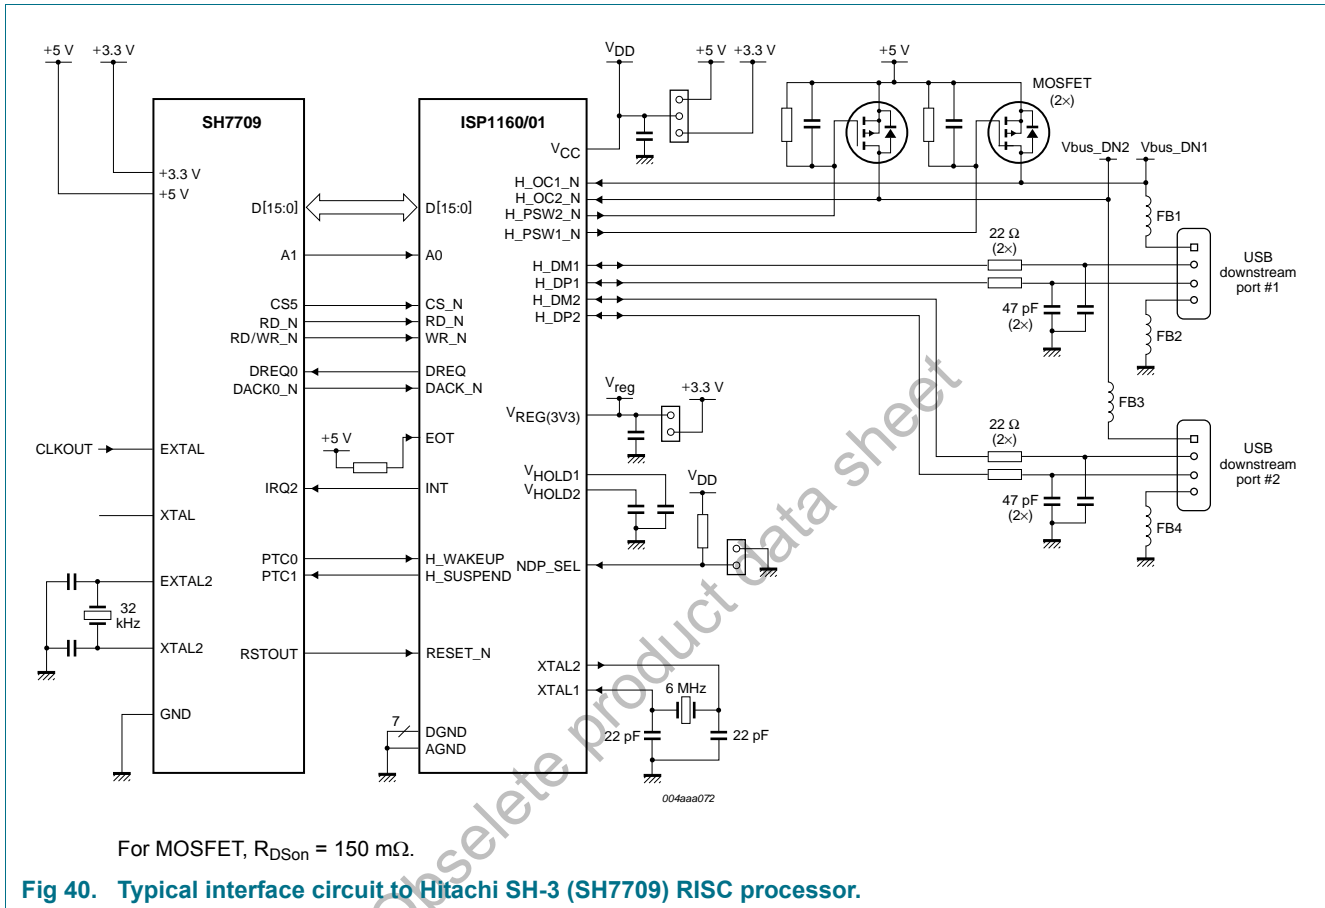 +5 V
+3.3 V
SH7709
+3.3 V
+5 V
D[15:0]
A1
CS5
RD_N
RD/WR_N
DREQ0
DACK0_N
CLKOUT
EXTAL
IRQ2
XTAL
PTC0
PTC1
EXTAL2
32
kHz
XTAL2
RSTOUT
GND
ISP1160/01
D[15:0]
A0
CS_N
RD_N
WR_N
DREQ
DACK_N
+5 V
EOT
INT
H_WAKEUP
H_SUSPEND
RESET_N
7
DGND
AGND
VDD
+5 V
+3.3 V
VCC
H_OC1_N
H_OC2_N
H_PSW2_N
H_PSW1_N
H_DM1
H_DP1
H_DM2
H_DP2
Vreg
+3.3 V
VREG(3V3)
VHOLD1
VHOLD2
VDD
NDP_SEL
XTAL2
XTAL1
6 MHz
22 pF
22 pF
004aaa072
+5 V
MOSFET
(2×)
Vbus_DN2
Vbus_DN1
FB1
22 Ω
(2×)
47 pF
(2×)
USB
downstream
port #1
FB2
FB3
22 Ω
(2×)
47 pF
(2×)
USB
downstream
port #2
FB4
Obselete product data sheet
For MOSFET, RDSon = 150 mΩ.
Fig 40. Typical interface circuit to Hitachi SH-3 (SH7709) RISC processor.